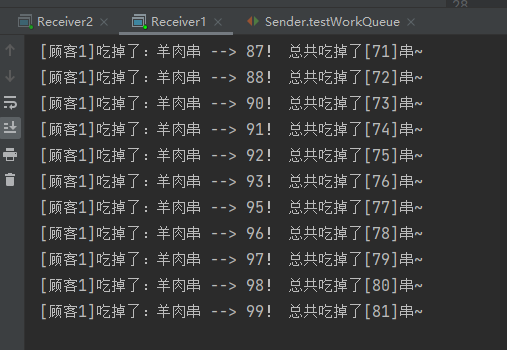 28
Receiver2 × Receiver1 × Sender.testWorkQueue ×
[顾客1]吃掉了：羊肉串 --> 87! 总共吃掉了[71]串~
[顾客1]吃掉了：羊肉串 --> 88! 总共吃掉了[72]串~
[顾客1]吃掉了：羊肉串 --> 90! 总共吃掉了[73]串~
[顾客1]吃掉了：羊肉串 --> 91! 总共吃掉了[74]串~
[顾客1]吃掉了：羊肉串 --> 92! 总共吃掉了[75]串~
[顾客1]吃掉了：羊肉串 --> 93! 总共吃掉了[76]串~
[顾客1]吃掉了：羊肉串 --> 95! 总共吃掉了[77]串~
[顾客1]吃掉了：羊肉串 --> 96! 总共吃掉了[78]串~
[顾客1]吃掉了：羊肉串 --> 97! 总共吃掉了[79]串~
[顾客1]吃掉了：羊肉串 --> 98! 总共吃掉了[80]串~
[顾客1]吃掉了：羊肉串 --> 99! 总共吃掉了[81]串~